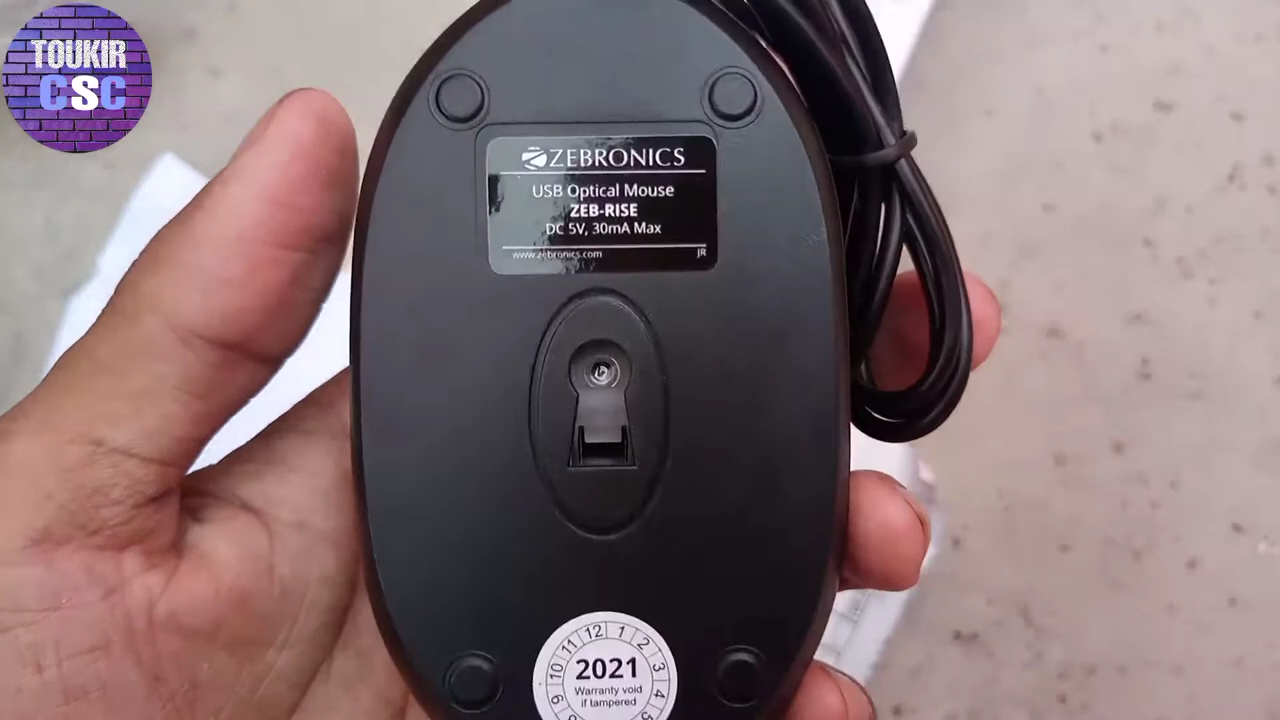 TOUKIR
CSC
ZEBRONICS
USB Optical Mouse
ZEB-RISE
DC 5V, 30mA Max
www.zebronics.com JR
9 10 11 12 1 2 3 4
2021
Warranty void
if tampered